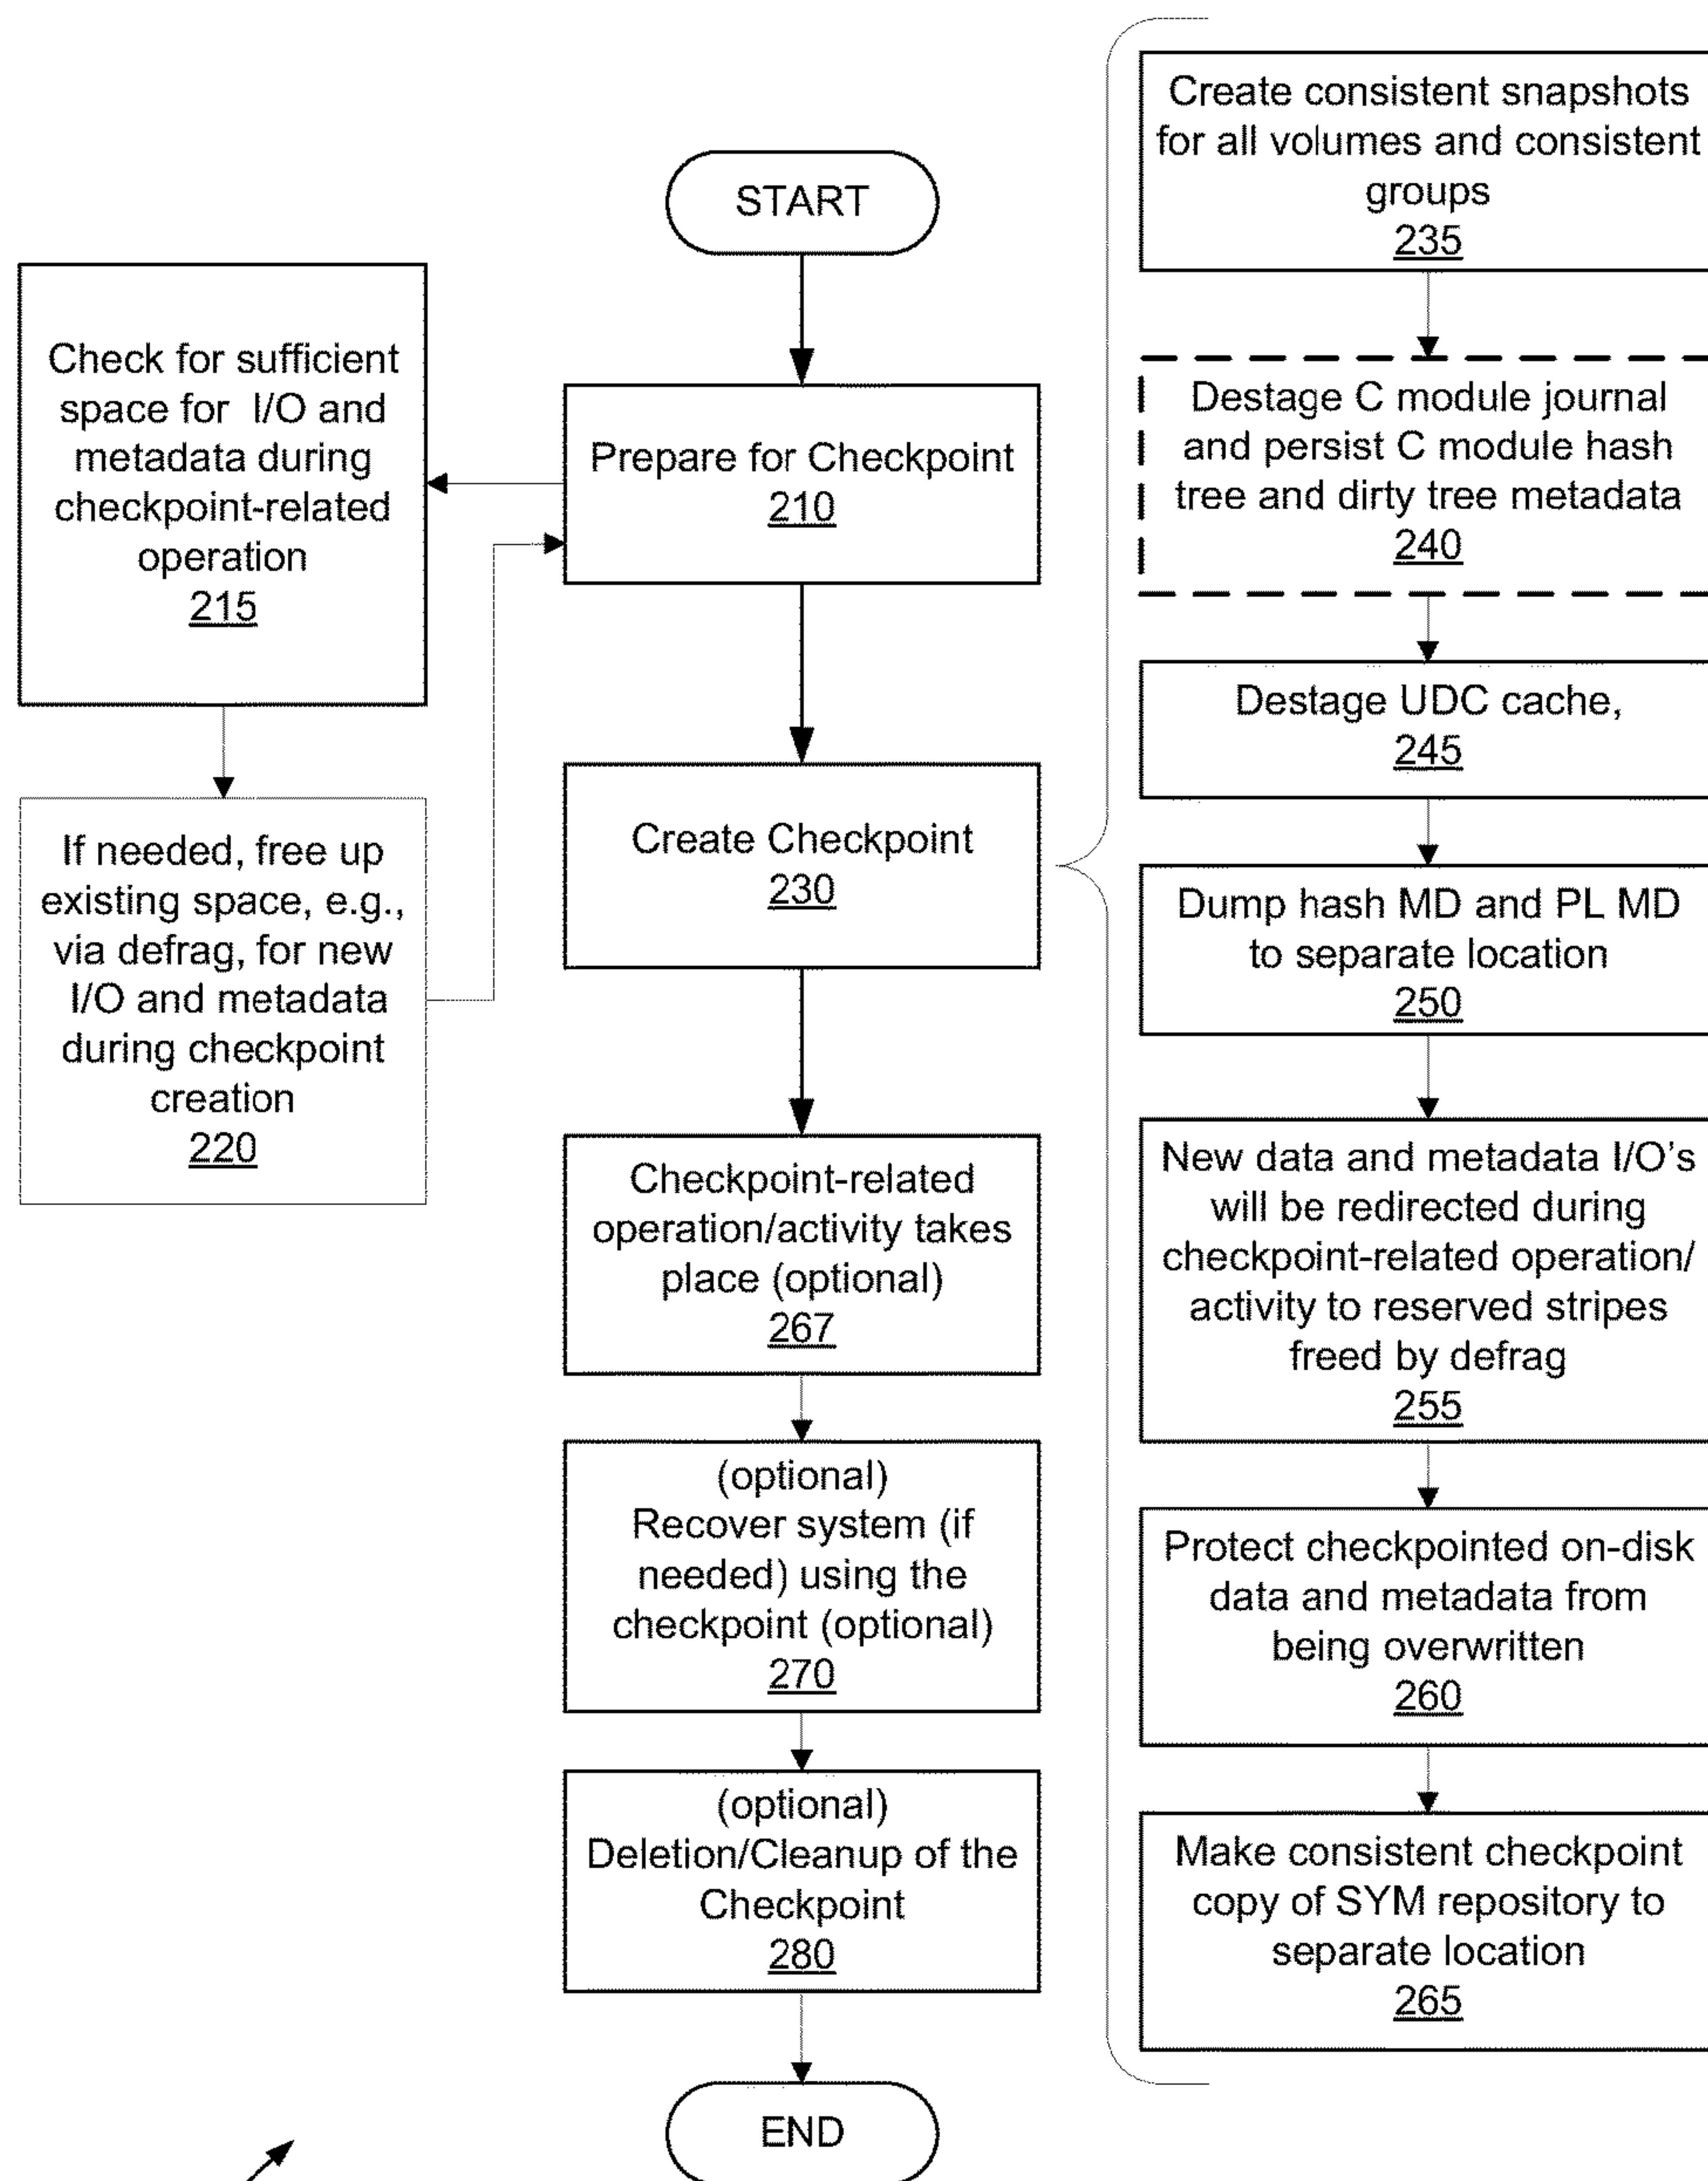 START
Prepare for Checkpoint
210
Check for sufficient
space for I/O and
metadata during
checkpoint-related
operation
215
If needed, free up
existing space, e.g.,
via defrag, for new
I/O and metadata
during checkpoint
creation
220
Create Checkpoint
230
Create consistent snapshots
for all volumes and consistent
groups
235
Destage C module journal
and persist C module hash
tree and dirty tree metadata
240
Destage UDC cache,
245
Dump hash MD and PL MD
to separate location
250
New data and metadata I/O's
will be redirected during
checkpoint-related operation/
activity to reserved stripes
freed by defrag
255
Protect checkpointed on-disk
data and metadata from
being overwritten
260
Make consistent checkpoint
copy of SYM repository to
separate location
265
Checkpoint-related
operation/activity takes
place (optional)
267
(optional)
Recover system (if
needed) using the
checkpoint (optional)
270
(optional)
Deletion/Cleanup of the
Checkpoint
280
END